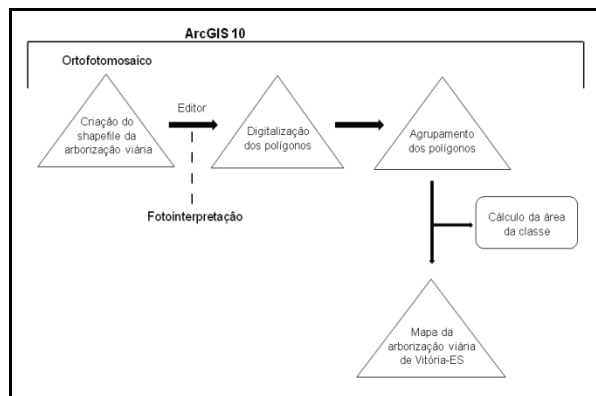 ArcGIS 10
Ortofotomosaico
Criação do
shapefile da
arborização viária
Editor
Fotointerpretação
Digitalização
dos polígonos
Agrupamento
dos polígonos
Cálculo da área
da classe
Mapa da
arborização viária
de Vitória-ES